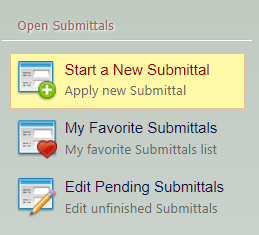 Open Submittals
Start a New Submittal
Apply new Submittal
My Favorite Submittals
My favorite Submittals list
Edit Pending Submittals
Edit unfinished Submittals